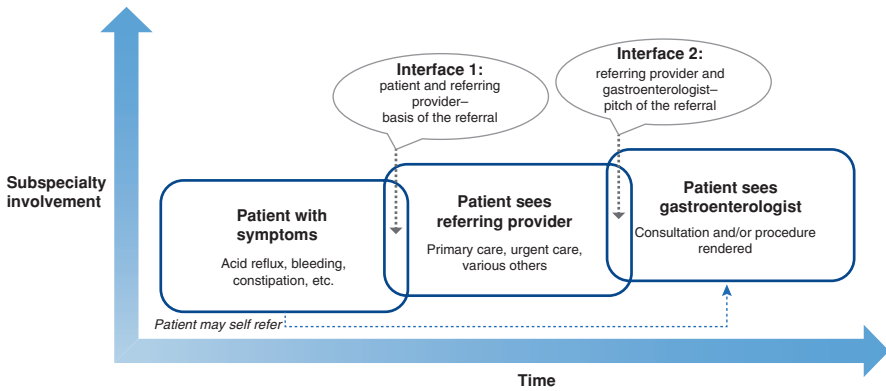 Interface 1:
patient and referring
provider–
basis of the referral
Interface 2:
referring provider and
gastroenterologist–
pitch of the referral
Subspecialty
involvement
Patient with
symptoms
Acid reflux, bleeding,
constipation, etc.
Patient sees
referring provider
Primary care, urgent care,
various others
Patient sees
gastroenterologist
Consultation and/or procedure
rendered
Patient may self refer
Time